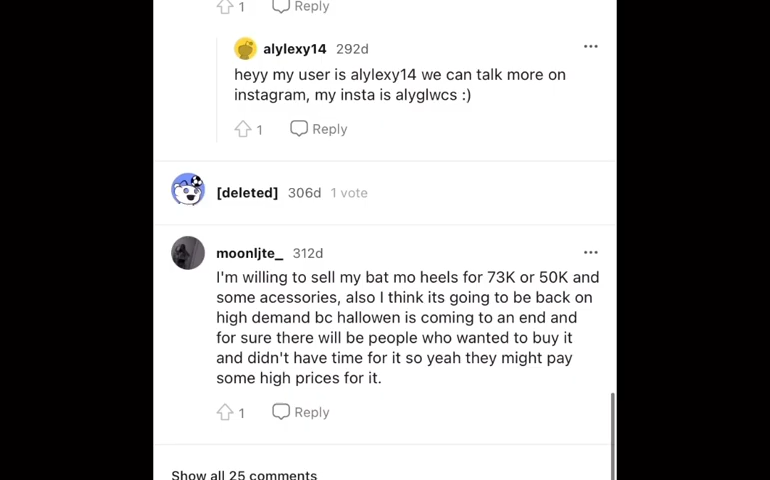 1 Reply
alylexy14 292d
heyy my user is alylexy14 we can talk more on
instagram, my insta is alyglwcs :)
1 Reply
[deleted] 306d 1 vote
moonljte_ 312d
I'm willing to sell my bat mo heels for 73K or 50K and
some acessories, also I think its going to be back on
high demand bc hallowen is coming to an end and
for sure there will be people who wanted to buy it
and didn't have time for it so yeah they might pay
some high prices for it.
1 Reply
Show all 25 comments